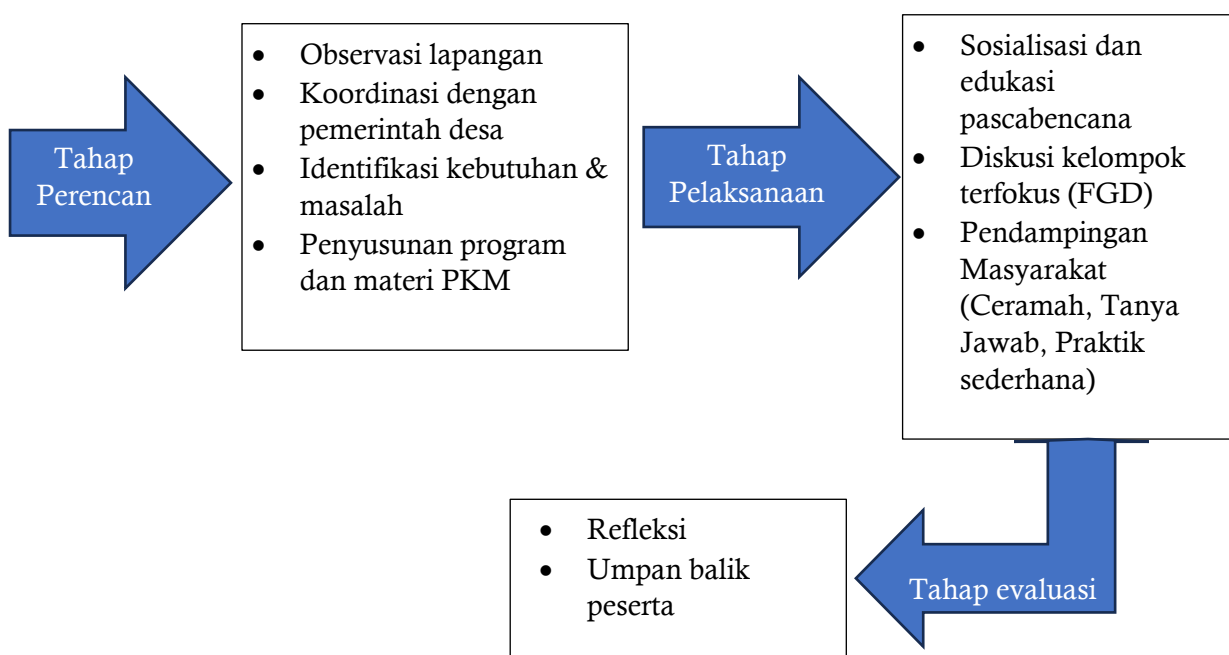 Tahap
Perencan
• Observasi lapangan
• Koordinasi dengan
pemerintah desa
• Identifikasi kebutuhan &
masalah
• Penyusunan program
dan materi PKM
Tahap
Pelaksanaan
• Sosialisasi dan
edukasi
pascabencana
• Diskusi kelompok
terfokus (FGD)
• Pendampingan
Masyarakat
(Ceramah, Tanya
Jawab, Praktik
sederhana)
Tahap evaluasi
• Refleksi
• Umpan balik
peserta